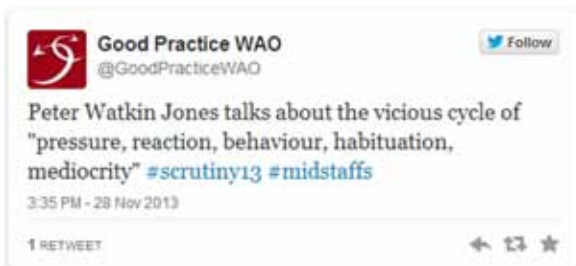 Good Practice WAO
Follow
@GoodPracticeWAO
Peter Watkin Jones talks about the vicious cycle of
"pressure, reaction, behaviour, habituation,
mediocrity" #scrutiny13 #midstaffs
3:35 PM - 28 Nov 2013
1 RETWEET